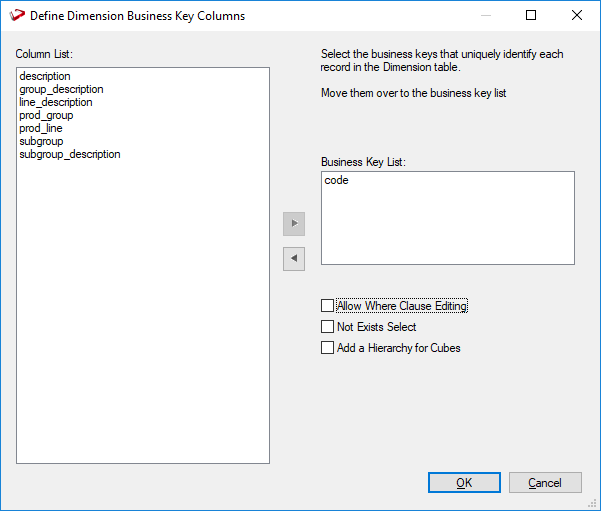 Define Dimension Business Key Columns
Column List:
description
group_description
line_description
prod_group
prod_line
subgroup
subgroup_description
Select the business keys that uniquely identify each
record in the Dimension table.
Move them over to the business key list
Business Key List:
code
Allow Where Clause Editing
Not Exists Select
Add a Hierarchy for Cubes
OK
Cancel